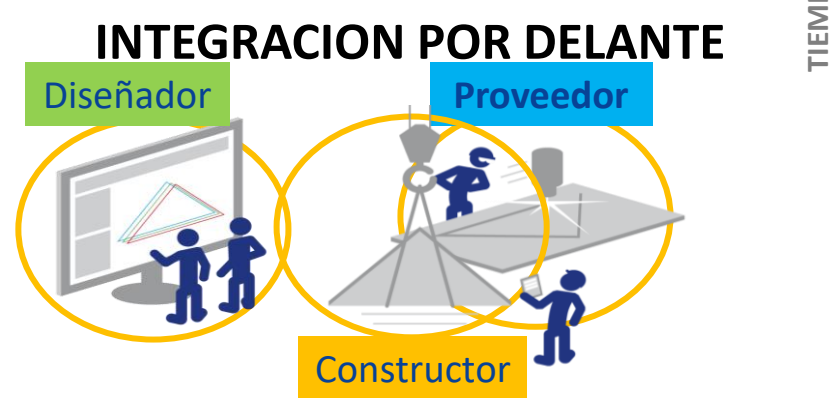 INTEGRACION POR DELANTE
Diseñador
Proveedor
Constructor